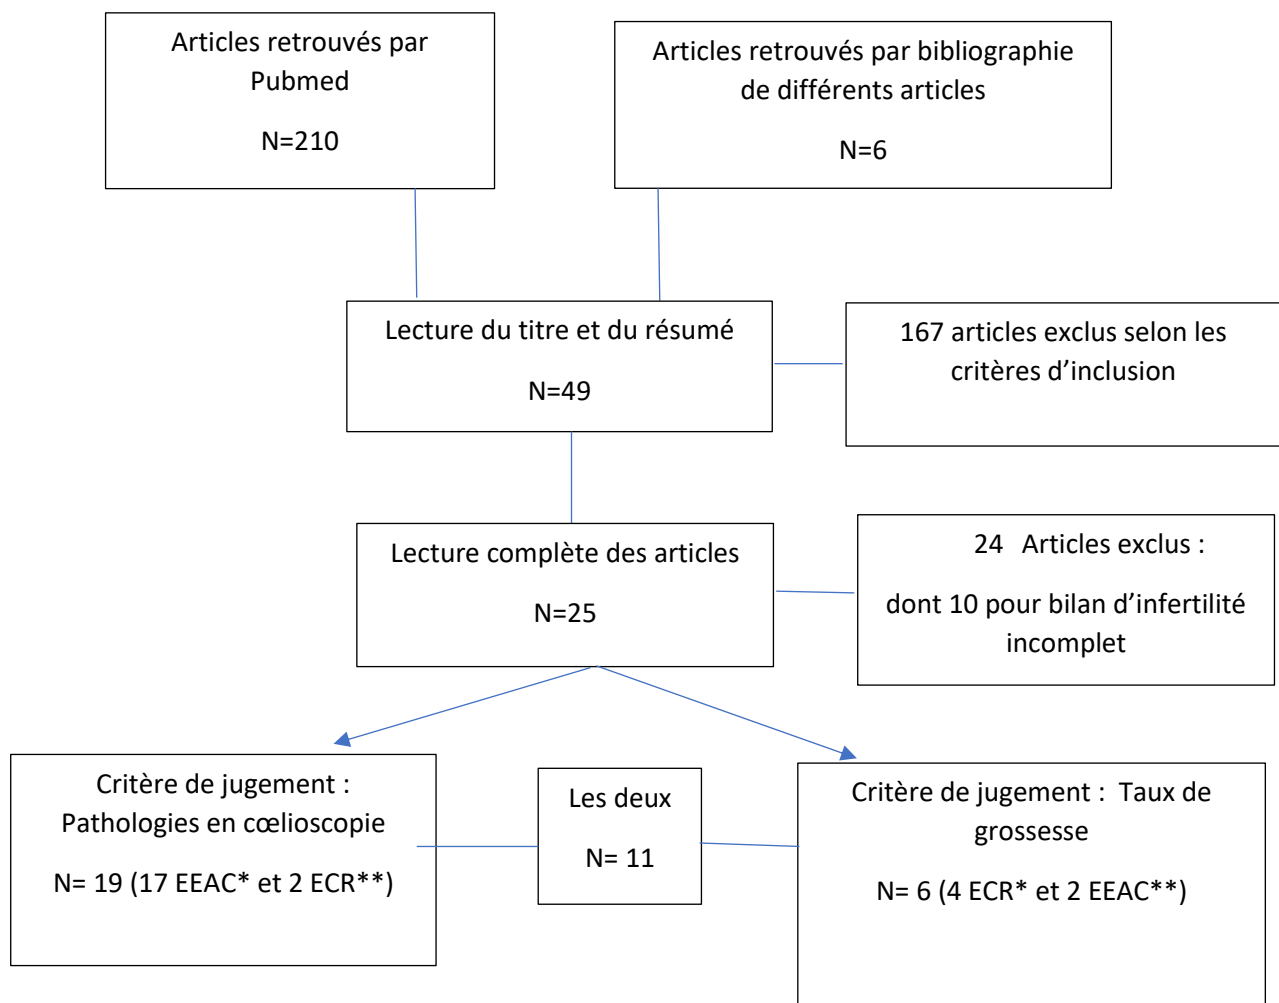 Articles retrouvés par
Pubmed
N=210
Articles retrouvés par bibliographie
de différents articles
N=6
Lecture du titre et du résumé
N=49
167 articles exclus selon les
critères d’inclusion
Lecture complète des articles
N=25
24 Articles exclus :
dont 10 pour bilan d’infertilité
incomplet
Critère de jugement :
Pathologies en cœlioscopie
N= 19 (17 EEAC* et 2 ECR**)
Les deux
N= 11
Critère de jugement : Taux de
grossesse
N= 6 (4 ECR* et 2 EEAC**)